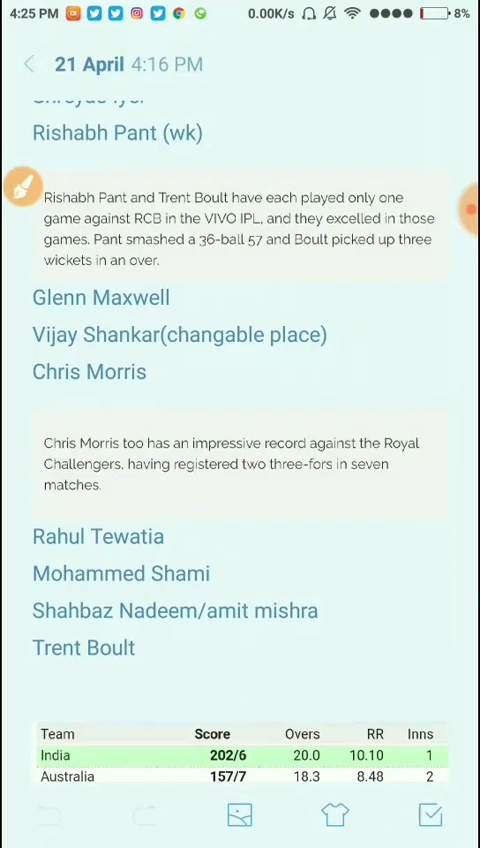 4:25 PM 0.00K/s 8%
21 April 4:16 PM
Rishabh Pant (wk)
Rishabh Pant and Trent Boult have each played only one
game against RCB in the VIVO IPL, and they excelled in those
games. Pant smashed a 36-ball 57 and Boult picked up three
wickets in an over.
Glenn Maxwell
Vijay Shankar(changable place)
Chris Morris
Chris Morris too has an impressive record against the Royal
Challengers, having registered two three-fors in seven
matches.
Rahul Tewatia
Mohammed Shami
Shahbaz Nadeem/amit mishra
Trent Boult
Team Score Overs RR Inns
India 202/6 20.0 10.10 1
Australia 157/7 18.3 8.48 2